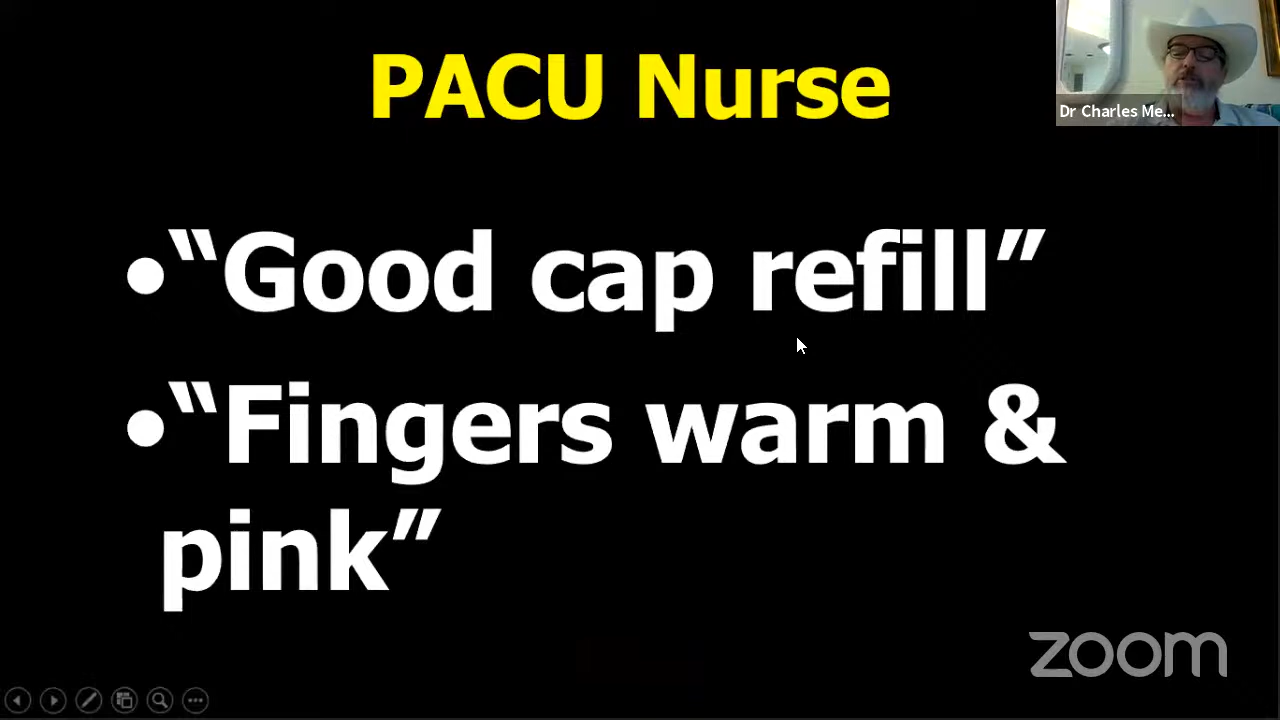 PACU Nurse
Dr Charles Me...
•“Good cap refill”
•“Fingers warm &
pink”
zoom